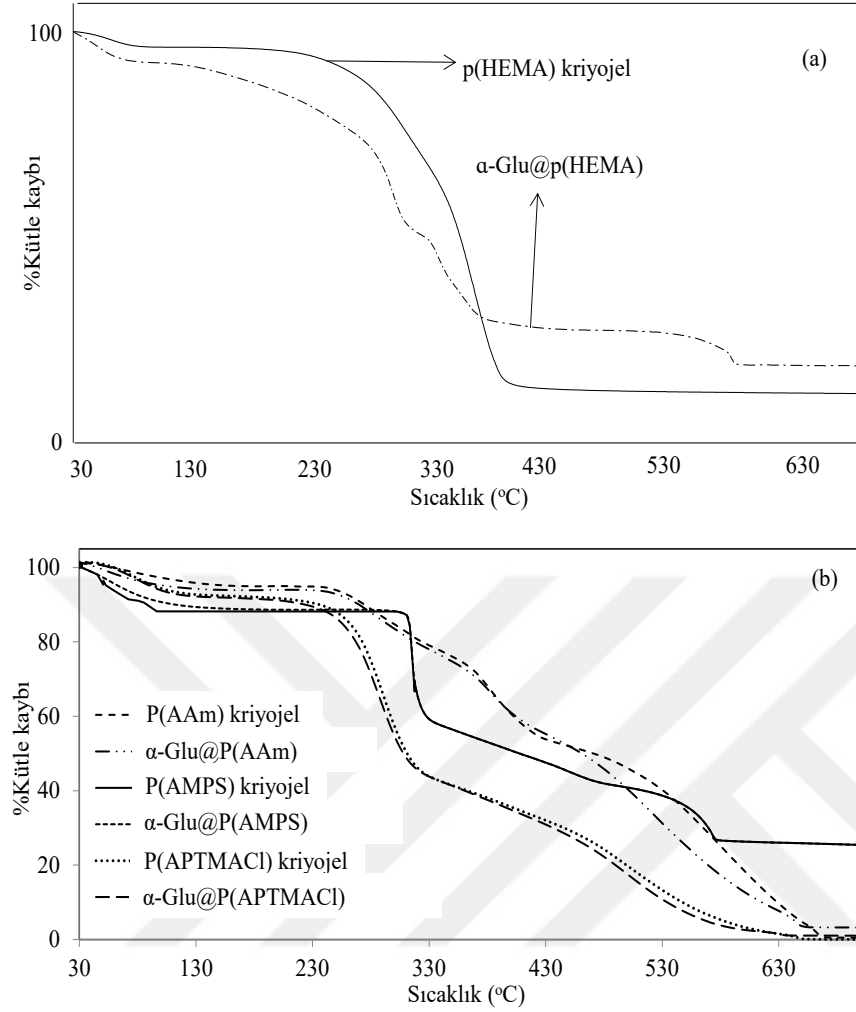 100
(a)
p(HEMA) kriyojel
α-Glu@p(HEMA)
%Kütle kaybı
0
30 130 230 330 430 530 630
Sıcaklık (ºC)
100
(b)
80
60
40
20
0
%Kütle kaybı
P(AAm) kriyojel
α-Glu@P(AAm)
P(AMPS) kriyojel
α-Glu@P(AMPS)
P(APTMACl) kriyojel
α-Glu@P(APTMACl)
30 130 230 330 430 530 630
Sıcaklık (ºC)